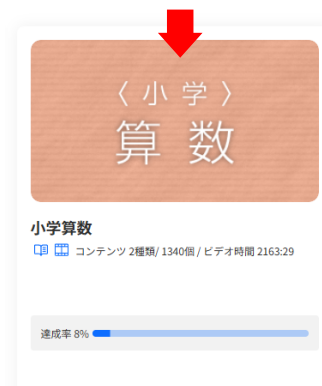 〈小学〉
算数
小学算数
コンテンツ 2種類/ 1340個 / ビデオ時間 2163:29
達成率 8%